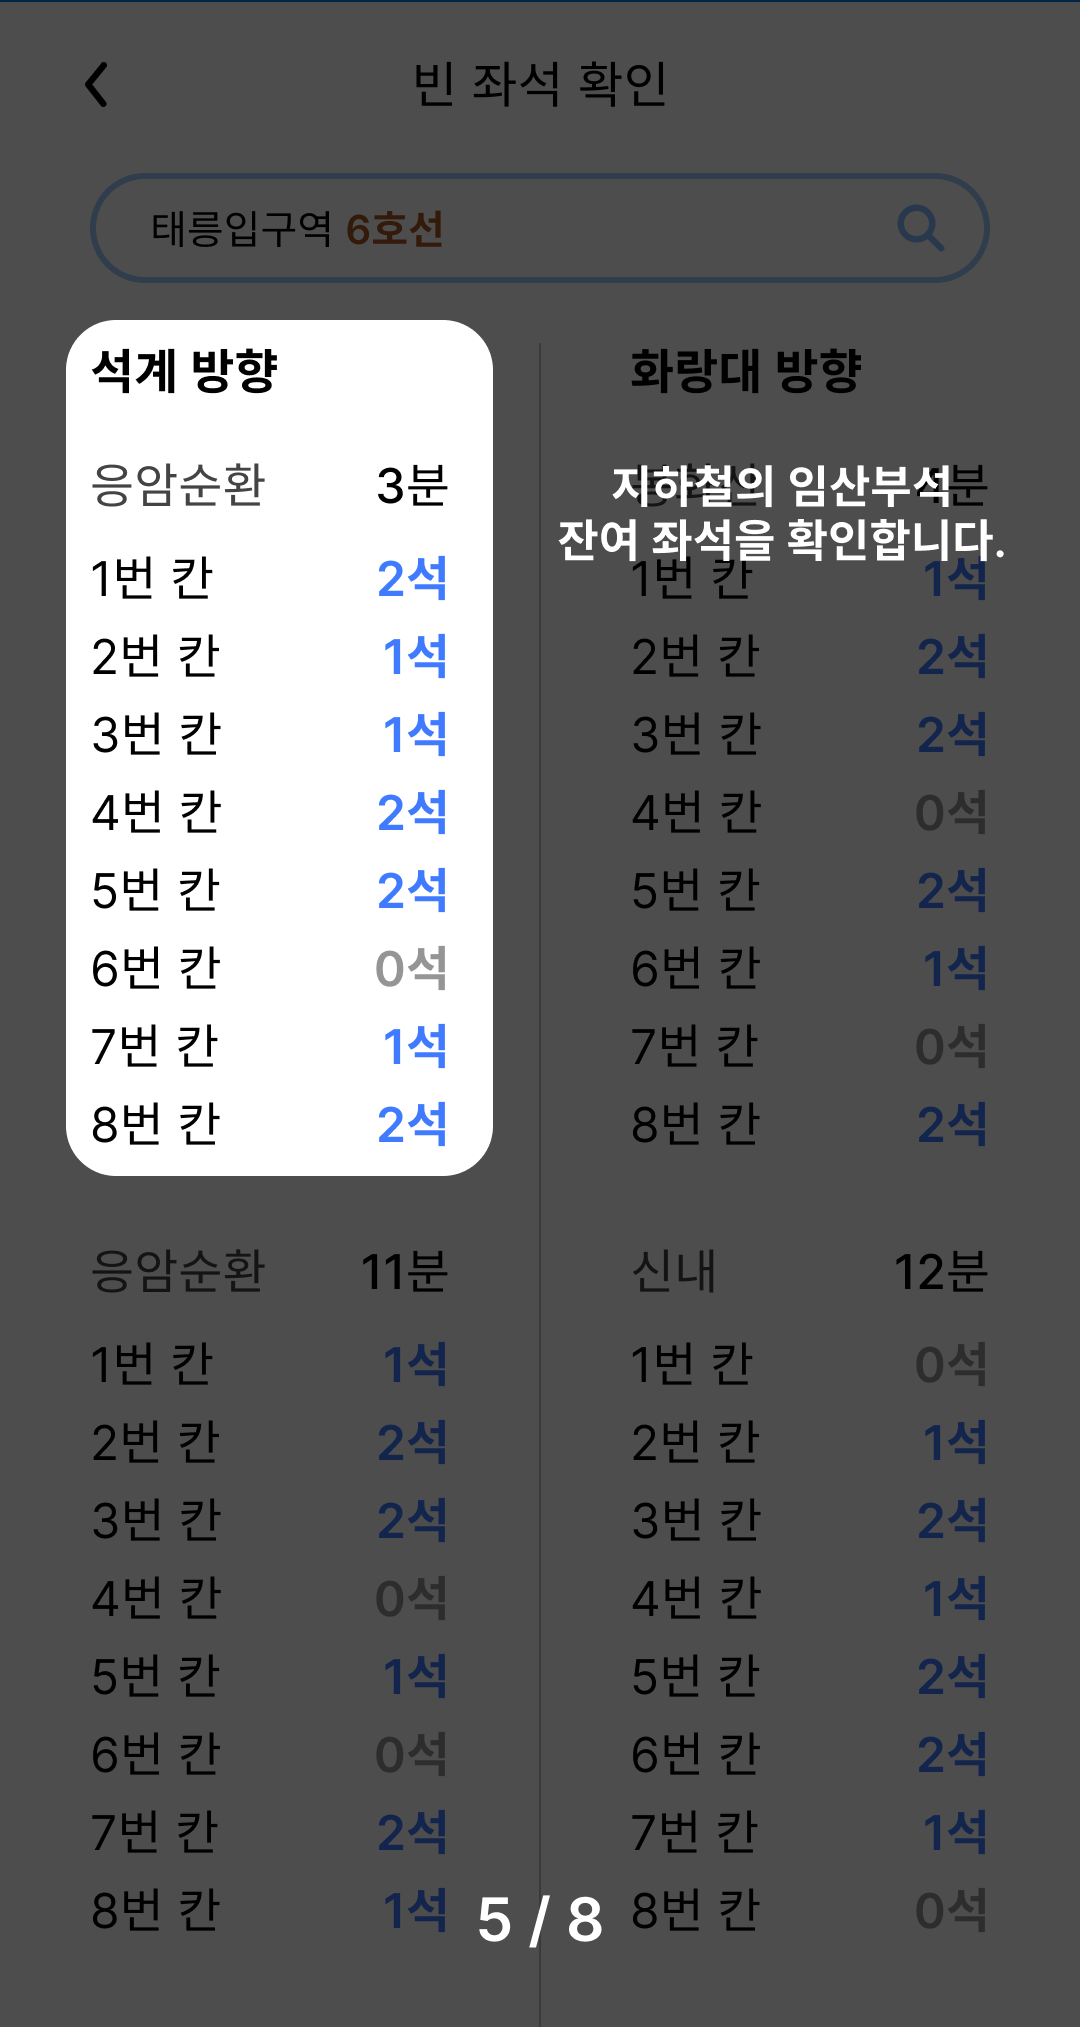 빈 좌석 확인
태릉입구역 6호선
석계 방향
응암순환 3분
1번 칸 2석
2번 칸 1석
3번 칸 1석
4번 칸 2석
5번 칸 2석
6번 칸 0석
7번 칸 1석
8번 칸 2석
응암순환 11분
1번 칸 1석
2번 칸 2석
3번 칸 2석
4번 칸 0석
5번 칸 1석
6번 칸 0석
7번 칸 2석
8번 칸 1석
화랑대 방향
4분
지하철의 임산부석
잔여 좌석을 확인합니다.
1번 칸 1석
2번 칸 2석
3번 칸 2석
4번 칸 0석
5번 칸 2석
6번 칸 1석
7번 칸 0석
8번 칸 2석
신내 12분
1번 칸 0석
2번 칸 1석
3번 칸 2석
4번 칸 1석
5번 칸 2석
6번 칸 2석
7번 칸 1석
8번 칸 0석
5 / 8